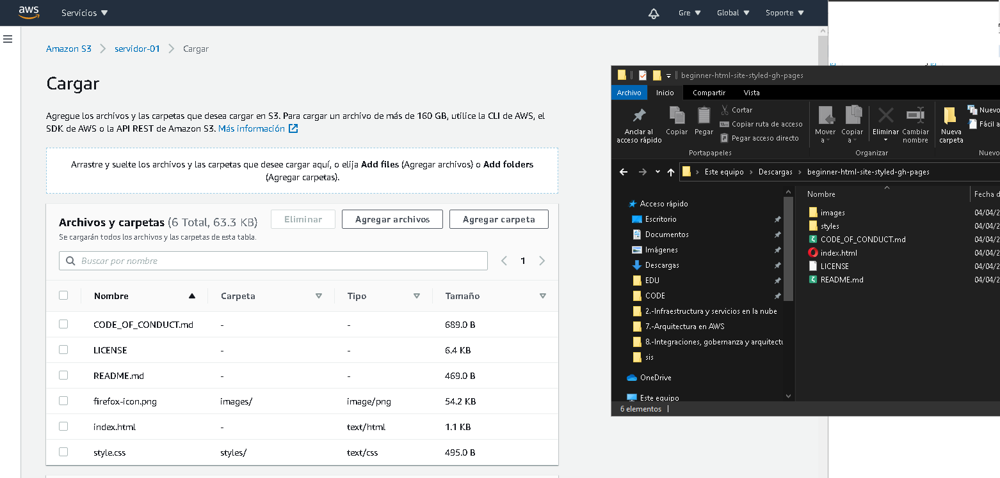 aws Servicios Gre Global Soporte
Amazon S3 servidor-01 Cargar
Cargar
Agregue los archivos y las carpetas que desea cargar en S3. Para cargar un archivo de más de 160 GB, utilice la CLI de AWS, el
SDK de AWS o la API REST de Amazon S3. Más información
Arrastre y suelte los archivos y las carpetas que desee cargar aquí, o elija Add files (Agregar archivos) o Add folders
(Agregar carpetas).
Archivos y carpetas (6 Total, 63.3 KB)
Se cargarán todos los archivos y las carpetas de esta tabla.
Eliminar Agregar archivos Agregar carpeta
Buscar por nombre
1
Nombre Carpeta Tipo Tamaño
CODE_OF_CONDUCT.md - - 689.0 B
LICENSE - - 6.4 KB
README.md - - 469.0 B
firefox-icon.png images/ image/png 54.2 KB
index.html - text/html 1.1 KB
style.css styles/ text/css 495.0 B
beginner-html-site-styled-gh-pages
Archivo Inicio Compartir Vista
Anclar al
acceso rápido
Copiar
Pegar
Cortar
Copiar ruta de acceso
Pegar acceso directo
Portapapeles
Mover
a
Copiar
a
Eliminar
Cambiar
nombre
Organizar
Nueva
carpeta
Nuevo
Fácil a
Nuevo
Este equipo Descargas beginner-html-site-styled-gh-pages
Acceso rápido
Escritorio
Documentos
Imágenes
Descargas
EDU
CODE
2.-Infraestructura y servicios en la nube
7.-Arquitectura en AWS
8.-Integraciones, gobernanza y arquitectu
sis
OneDrive
Este equipo
Nombre Fecha d
images 04/04/2
styles 04/04/2
CODE_OF_CONDUCT.md 04/04/2
index.html 04/04/2
LICENSE 04/04/2
README.md 04/04/2
6 elementos